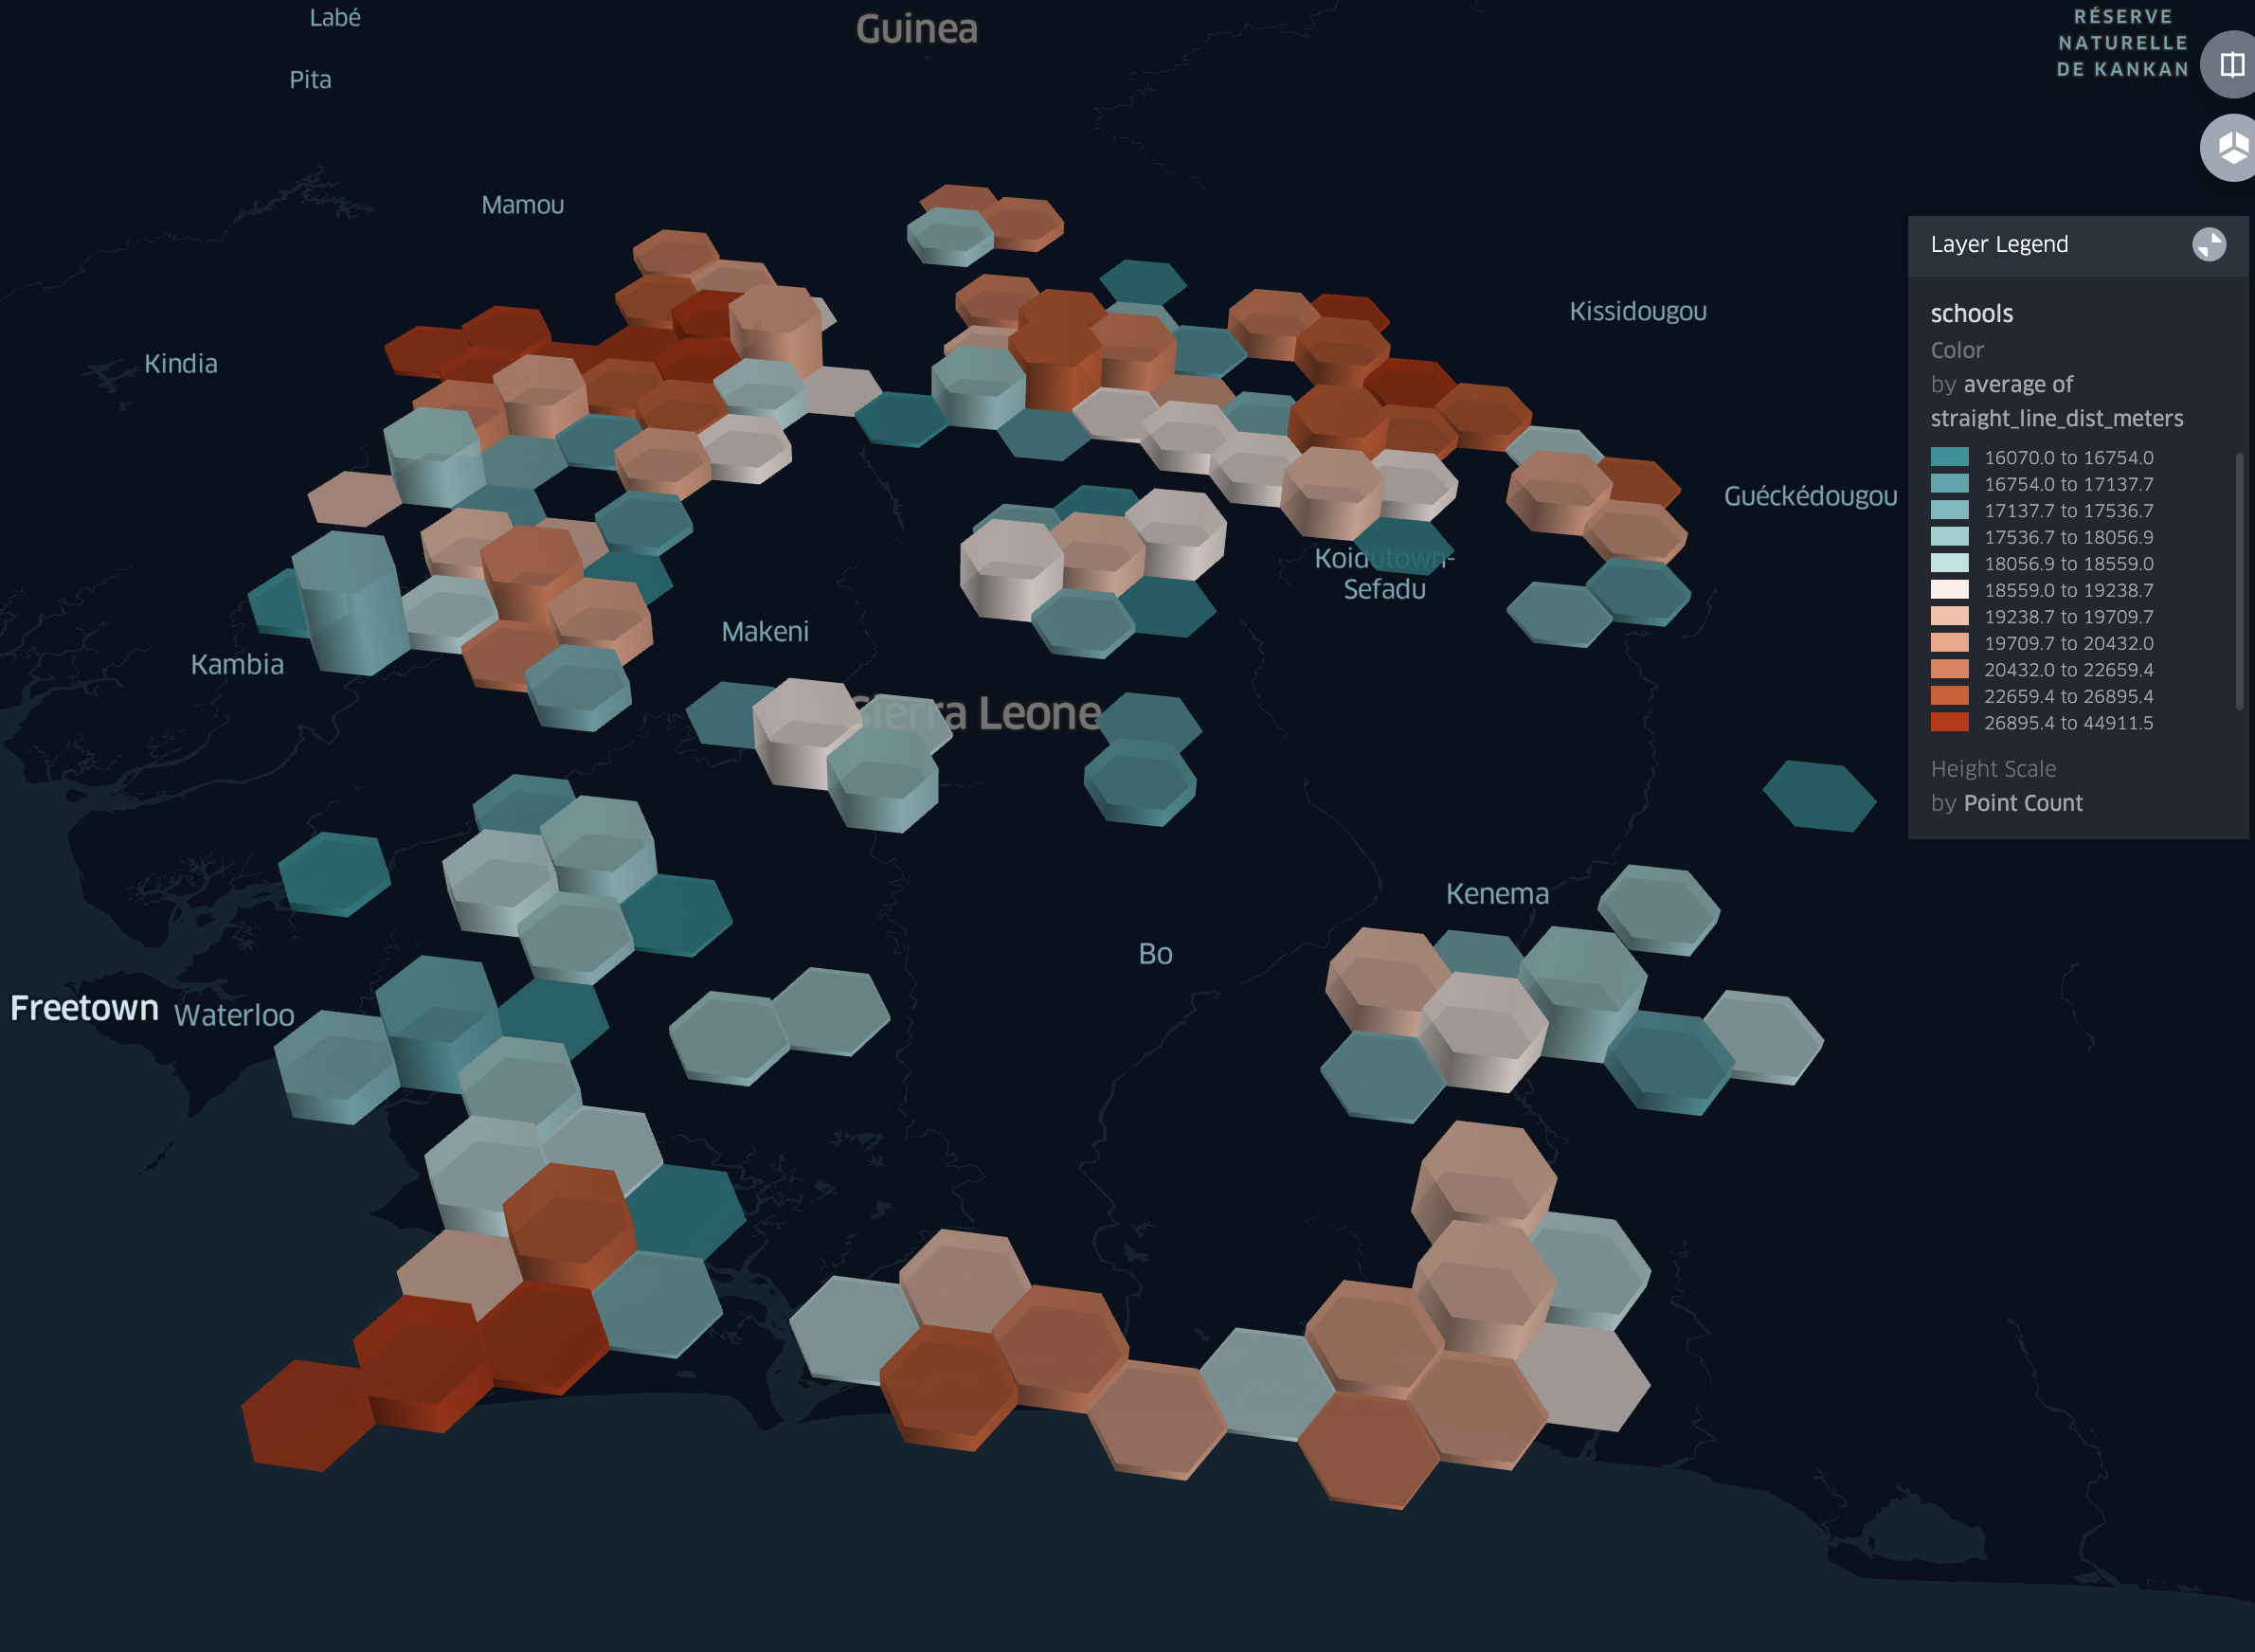 Labé
Guinea
RÉSERVE
NATURELLE
DE KANKAN
Pita
Mamou
Kissidougou
Kindia
Guéckédougou
Koidutown-
Sefadu
Makeni
Kambia
Sierra Leone
Kenema
Bo
Freetown
Waterloo
Layer Legend
schools
Color
by average of
straight_line_dist_meters
16070.0 to 16754.0
16754.0 to 17137.7
17137.7 to 17536.7
17536.7 to 18056.9
18056.9 to 18559.0
18559.0 to 19238.7
19238.7 to 19709.7
19709.7 to 20432.0
20432.0 to 22659.4
22659.4 to 26895.4
26895.4 to 44911.5
Height Scale
by Point Count